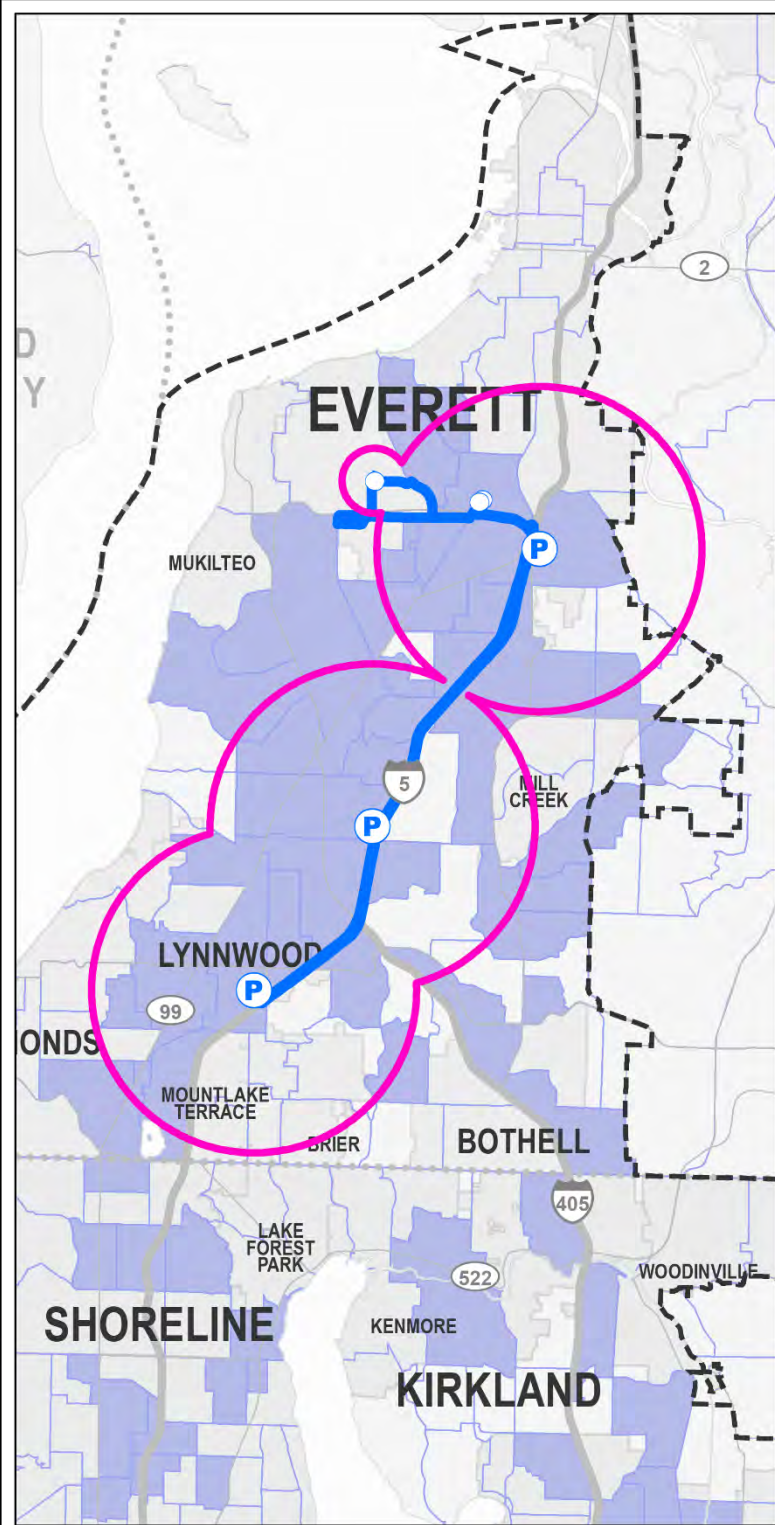 2
D
Y
EVERETT
P
MUKILTEO
5
MILL
CREEK
P
LYNNWOOD
P
99
ONDS
MOUNTLAKE
TERRACE
BRIER
BOTHELL
405
LAKE
FOREST
PARK
522
WOODINVILLE
SHORELINE
KENMORE
KIRKLAND